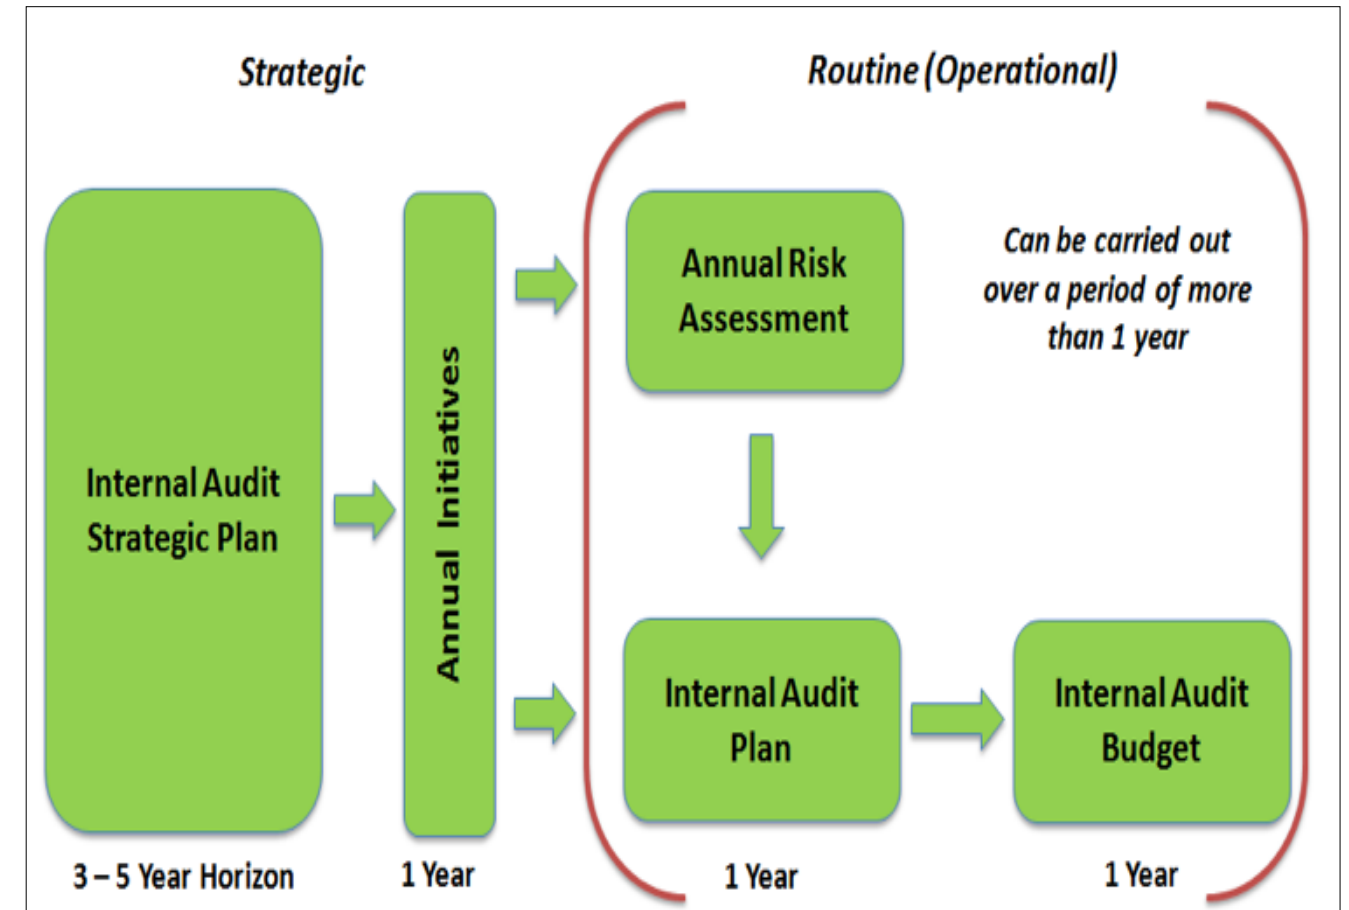 Strategic
Routine (Operational)
Internal Audit
Strategic Plan
Annual Initiatives
Annual Risk
Assessment
Can be carried out
over a period of more
than 1 year
Internal Audit
Plan
Internal Audit
Budget
3 – 5 Year Horizon
1 Year
1 Year
1 Year